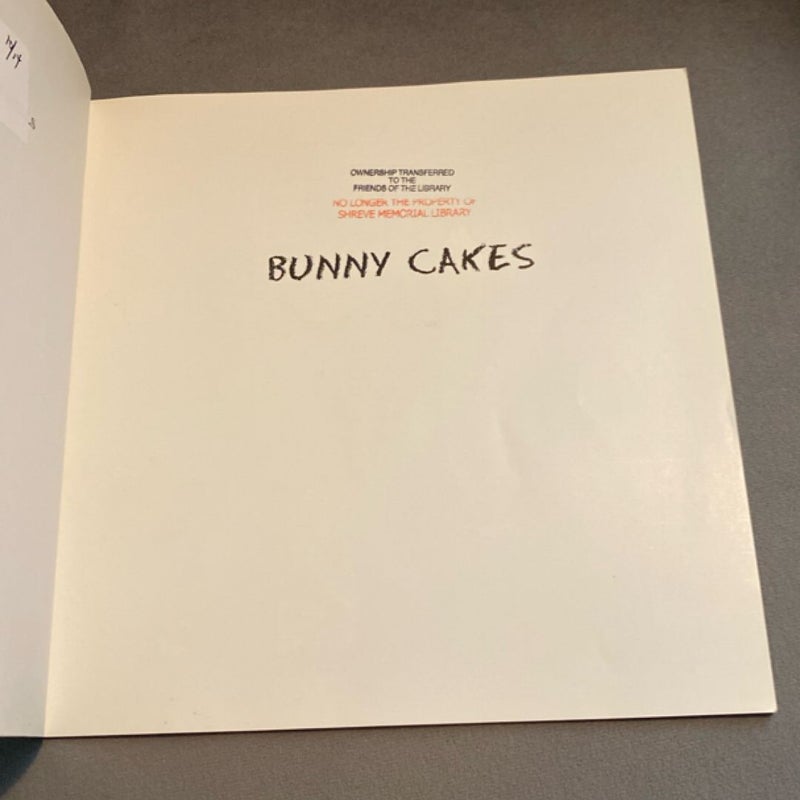 OWNERSHIP TRANSFERRED
TO THE
FRIENDS OF THE LIBRARY
NO LONGER THE PROPERTY OF
SHREVE MEMORIAL LIBRARY
BUNNY CAKES